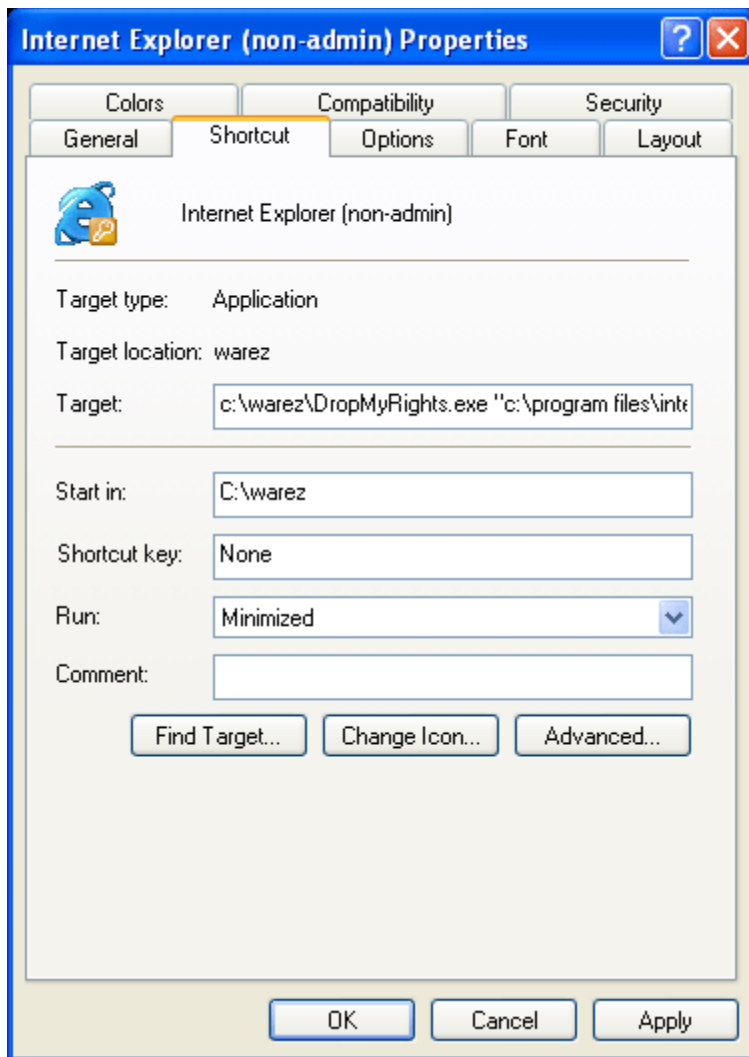 Internet Explorer (non-admin) Properties
Colors Compatibility Security
General Shortcut Options Font Layout
Internet Explorer (non-admin)
Target type: Application
Target location: warez
Target: c:\warez\DropMyRights.exe "c:\program files\inte
Start in: C:\warez
Shortcut key: None
Run: Minimized
Comment:
Find Target... Change Icon... Advanced...
OK Cancel Apply